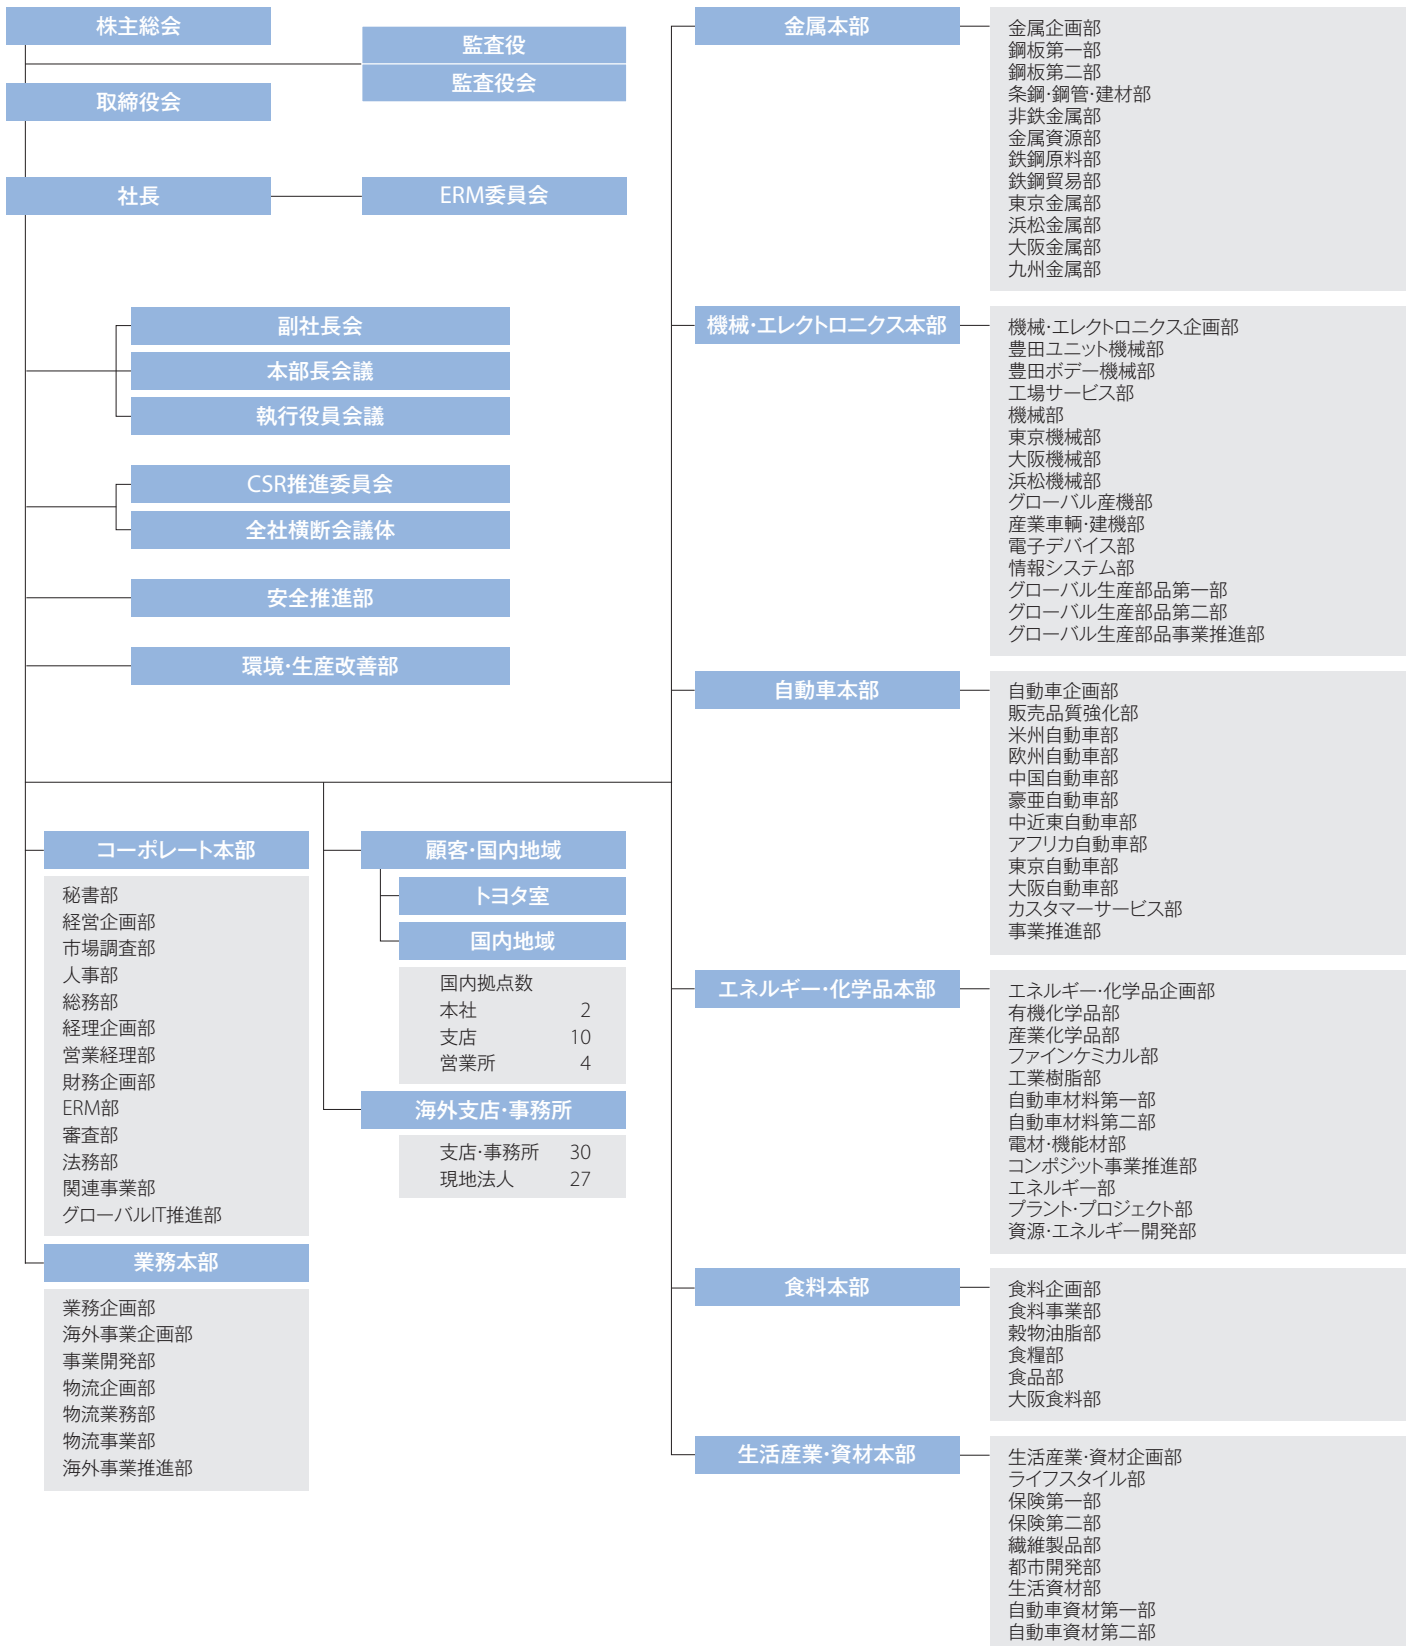 株主総会
監査役
監査役会
取締役会
社長
ERM委員会
副社長会
本部長会議
執行役員会議
CSR推進委員会
全社横断会議体
安全推進部
環境・生産改善部
コーポレート本部
秘書部
経営企画部
市場調査部
人事部
総務部
経理企画部
営業経理部
財務企画部
ERM部
審査部
法務部
関連事業部
グローバルIT推進部
業務本部
業務企画部
海外事業企画部
事業開発部
物流企画部
物流業務部
物流事業部
海外事業推進部
顧客・国内地域
トヨタ室
国内地域
国内拠点数
本社 2
支店 10
営業所 4
海外支店・事務所
支店・事務所 30
現地法人 27
金属本部
金属企画部
鋼板第一部
鋼板第二部
条鋼・鋼管・建材部
非鉄金属部
金属資源部
鉄鋼原料部
鉄鋼貿易部
東京金属部
浜松金属部
大阪金属部
九州金属部
機械・エレクトロニクス本部
機械・エレクトロニクス企画部
豊田ユニット機械部
豊田ボデー機械部
工場サービス部
機械部
東京機械部
大阪機械部
浜松機械部
グローバル産機部
産業車輌・建機部
電子デバイス部
情報システム部
グローバル生産部品第一部
グローバル生産部品第二部
グローバル生産部品事業推進部
自動車本部
自動車企画部
販売品質強化部
米州自動車部
欧州自動車部
中国自動車部
豪亜自動車部
中近東自動車部
アフリカ自動車部
東京自動車部
大阪自動車部
カスタマーサービス部
事業推進部
エネルギー・化学品本部
エネルギー・化学品企画部
有機化学品部
産業化学品部
ファインケミカル部
工業樹脂部
自動車材料第一部
自動車材料第二部
電材・機能材部
コンポジット事業推進部
エネルギー部
プラント・プロジェクト部
資源・エネルギー開発部
食料本部
食料企画部
食料事業部
穀物油脂部
食糧部
食品部
大阪食料部
生活産業・資材本部
生活産業・資材企画部
ライフスタイル部
保険第一部
保険第二部
繊維製品部
都市開発部
生活資材部
自動車資材第一部
自動車資材第二部